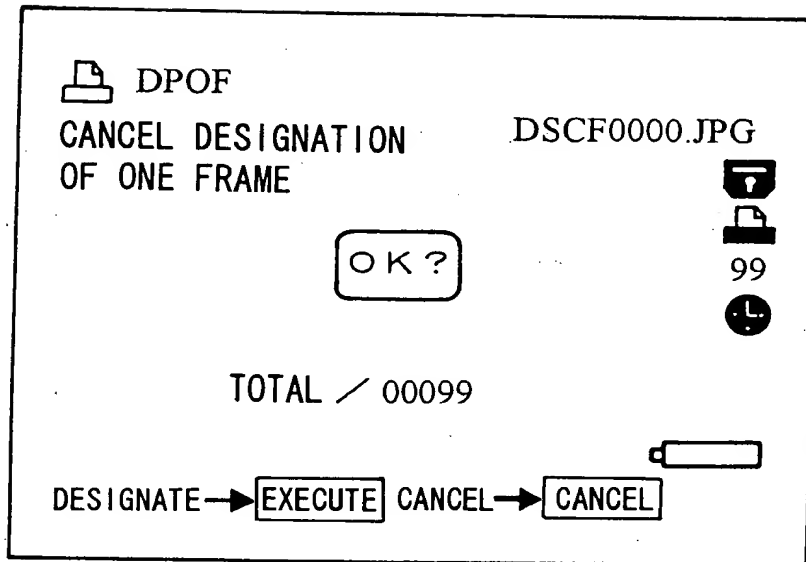 DPOF
CANCEL DESIGNATION
OF ONE FRAME
DSCF0000.JPG
99
OK?
TOTAL / 00099
DESIGNATE→EXECUTE CANCEL→CANCEL